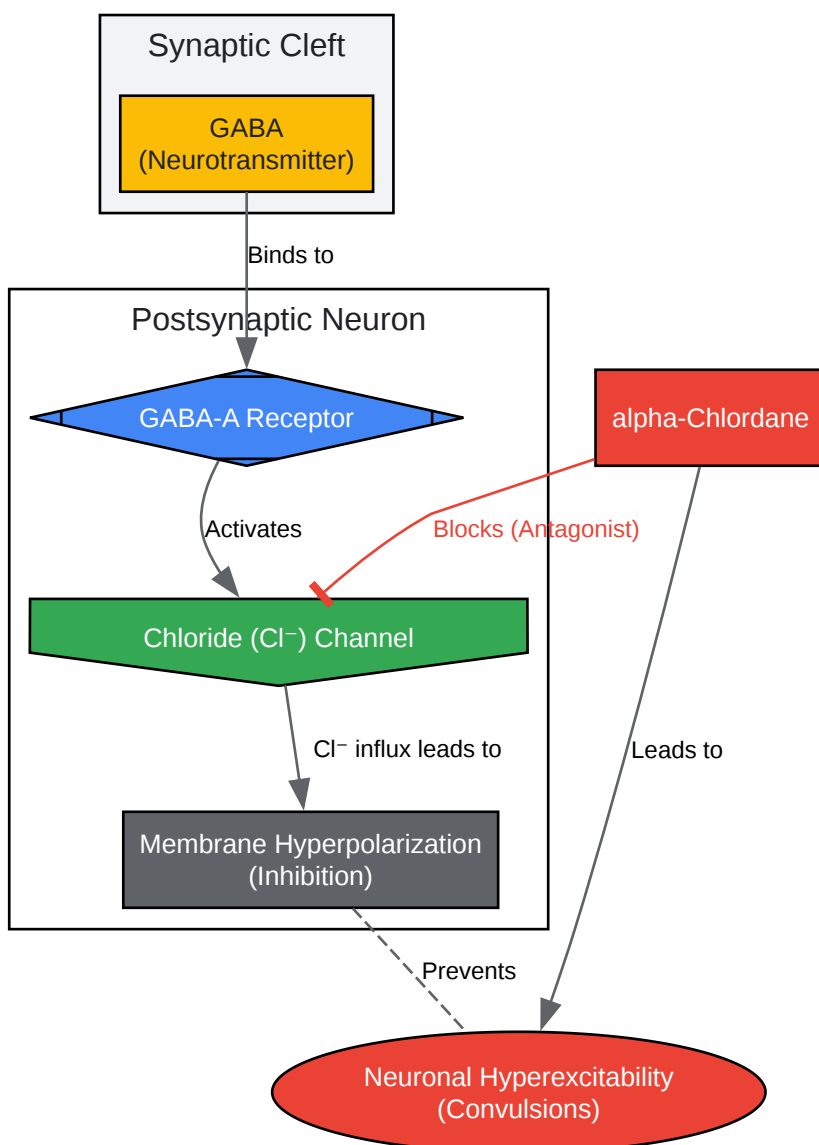 Synaptic Cleft
GABA
(Neurotransmitter)
Binds to
Postsynaptic Neuron
GABA-A Receptor
alpha-Chlordane
Activates
Blocks (Antagonist)
Chloride (Cl⁻) Channel
Cl⁻ influx leads to
Leads to
Membrane Hyperpolarization
(Inhibition)
Prevents
Neuronal Hyperexcitability
(Convulsions)